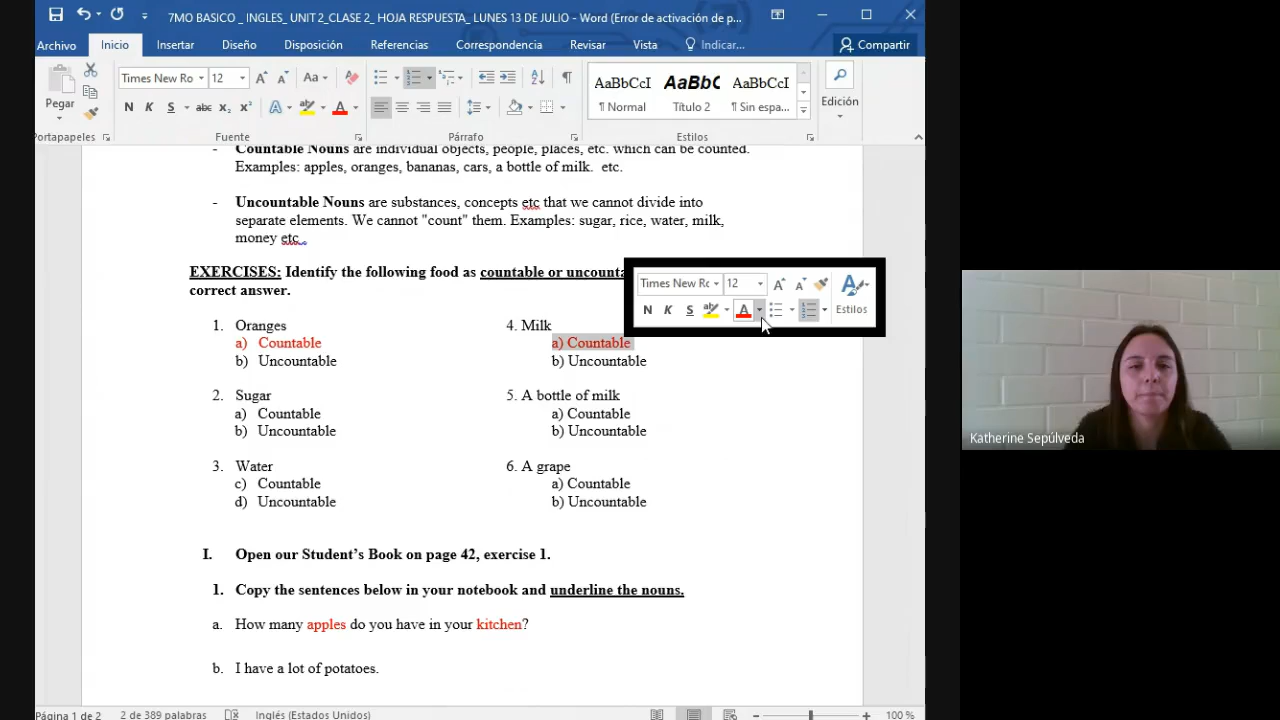 7MO BASICO _ INGLES_ UNIT 2_CLASE 2_ HOJA RESPUESTA_ LUNES 13 DE JULIO - Word (Error de activación de p...
Archivo Inicio Insertar Diseño Disposición Referencias Correspondencia Revisar Vista Indicar... Compartir
Times New Ro 12 Aa
Pegar
N K S abc x₂ x² A aby A
AaBbCcI AaBbC AaBbCcI
¶ Normal Título 2 ¶ Sin espa...
Edición
Portapapeles Fuente Párrafo Estilos
- Countable Nouns are individual objects, people, places, etc. which can be counted.
Examples: apples, oranges, bananas, cars, a bottle of milk. etc.
- Uncountable Nouns are substances, concepts etc that we cannot divide into
separate elements. We cannot "count" them. Examples: sugar, rice, water, milk,
money etc..
EXERCISES: Identify the following food as countable or uncounta
correct answer.
Times New Rc 12
N K S aby A Estilos
1. Oranges
a) Countable
b) Uncountable
2. Sugar
a) Countable
b) Uncountable
3. Water
c) Countable
d) Uncountable
4. Milk
a) Countable
b) Uncountable
5. A bottle of milk
a) Countable
b) Uncountable
6. A grape
a) Countable
b) Uncountable
I. Open our Student's Book on page 42, exercise 1.
1. Copy the sentences below in your notebook and underline the nouns.
a. How many apples do you have in your kitchen?
b. I have a lot of potatoes.
Página 1 de 2 2 de 389 palabras Inglés (Estados Unidos) 100 %
Katherine Sepúlveda